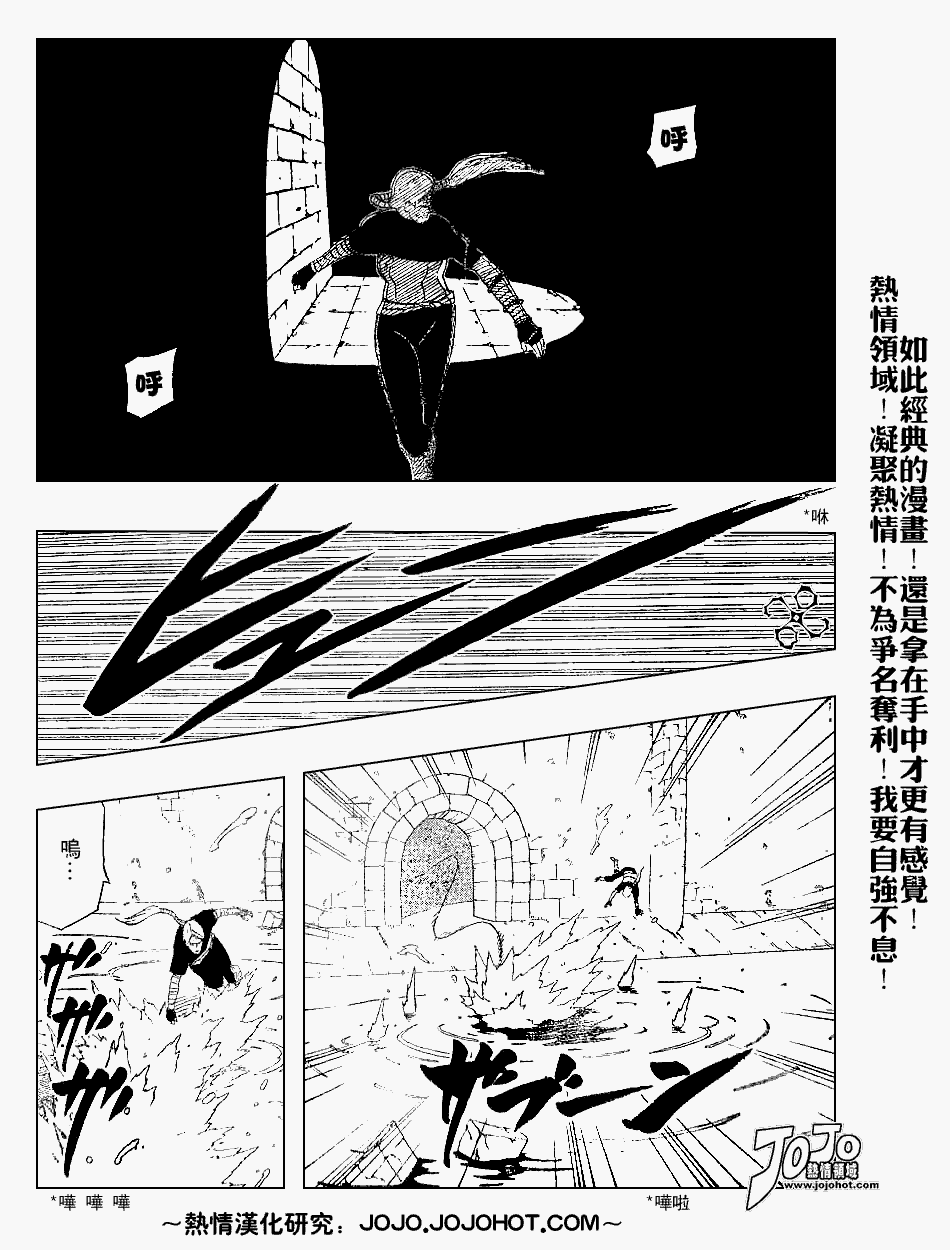 呼
呼
*咻
ヒュー
嗚…
ザ
ザ
ザ
ザブーン
*嘩 嘩 嘩
*嘩啦
如此經典的漫畫！還是拿在手中才更有感覺！
熱情領域！凝聚熱情！不為爭名奪利！我要自強不息！
JOJO
熱情領域
www.jojohot.com
～熱情漢化研究：JOJO.JOJOHOT.COM～